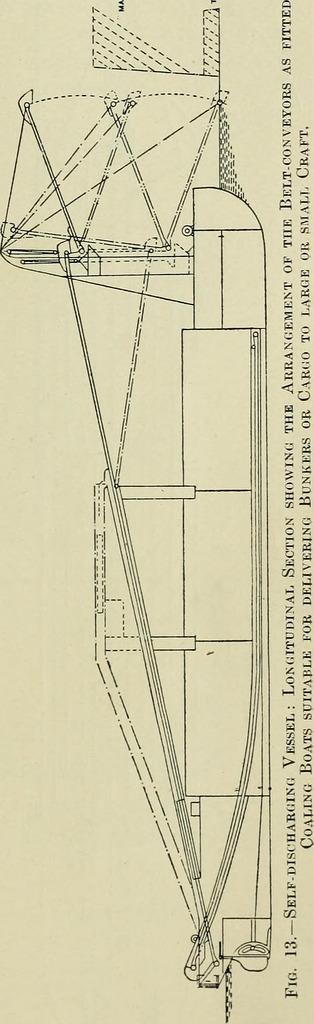 MA
T
FIG. 13.—SELF-DISCHARGING VESSEL: LONGITUDINAL SECTION SHOWING THE ARRANGEMENT OF THE BELT-CONVEYORS AS FITTED
COALING BOATS SUITABLE FOR DELIVERING BUNKERS OR CARGO TO LARGE OR SMALL CRAFT.